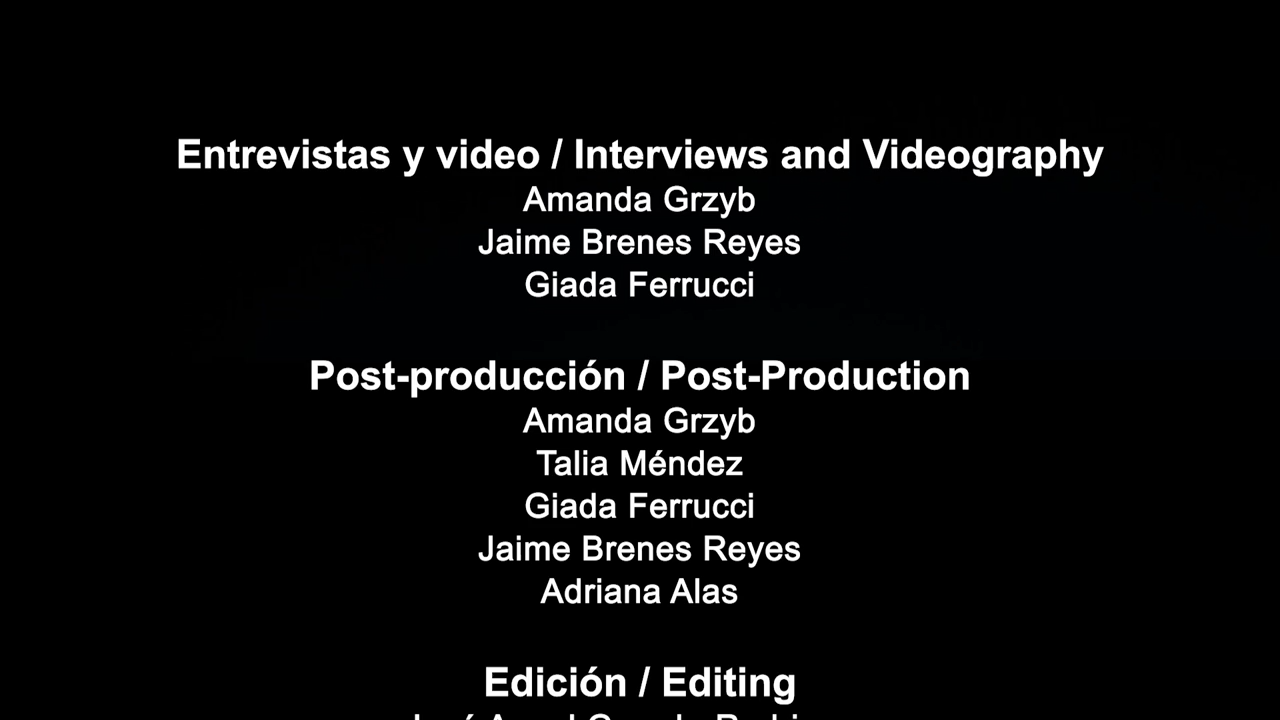 Entrevistas y video / Interviews and Videography
Amanda Grzyb
Jaime Brenes Reyes
Giada Ferrucci
Post-producción / Post-Production
Amanda Grzyb
Talia Méndez
Giada Ferrucci
Jaime Brenes Reyes
Adriana Alas
Edición / Editing